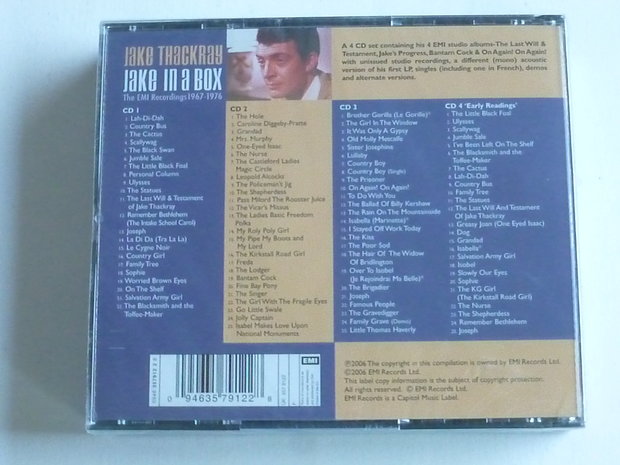 JAKE THACKRAY
JAKE IN A BOX
The EMI Recordings 1967-1976
A 4 CD set containing his 4 EMI studio albums-The Last Will &
Testament, Jake's Progress, Bantam Cock & On Again! On Again!
with unissued studio recordings, a different (mono) acoustic
version of his first LP, singles (including one in French), demos
and alternate versions.
CD 1
1. Lah-Di-Dah
2. Country Bus
3. The Cactus
4. Scallywag
5. The Black Swan
6. Jumble Sale
7. The Little Black Foal
8. Personal Column
9. Ulysses
10. The Statues
11. The Last Will & Testament
of Jake Thackray
12. Remember Bethlehem
(The Intake School Carol)
13. Joseph
14. La Di Da (Tra La La)
15. Le Cygne Noir
16. Country Girl
17. Family Tree
18. Sophie
19. Worried Brown Eyes
20. On The Shelf
21. Salvation Army Girl
22. The Blacksmith and the
Toffee-Maker
CD 2
1. The Hole
2. Caroline Diggeby-Pratte
3. Grandad
4. Mrs. Murphy
5. One-Eyed Isaac
6. The Nurse
7. The Castleford Ladies
Magic Circle
8. Leopold Alcocks
9. The Policeman's Jig
10. The Shepherdess
11. Pass Milord The Rooster Juice
12. The Vicar's Missus
13. The Ladies Basic Freedom
Polka
14. My Roly Poly Girl
15. My Pipe My Boots and
My Lord
16. The Kirkstall Road Girl
17. Freda
18. The Lodger
19. Bantam Cock
20. Fine Bay Pony
21. The Singer
22. The Girl With The Fragile Eyes
23. Go Little Swale
24. Jolly Captain
25. Isabel Makes Love Upon
National Monuments
CD 3
1. Brother Gorilla (Le Gorille)*
2. The Girl In The Window
3. It Was Only A Gypsy
4. Old Molly Metcalfe
5. Sister Josephine
6. Lullaby
7. Country Boy
8. Country Boy (Single)
9. The Prisoner
10. On Again! On Again!
11. To Do With You
12. The Ballad Of Billy Kershaw
13. The Rain On The Mountainside
14. Isabella (Marinette)*
15. I Stayed Off Work Today
16. The Kiss
17. The Poor Sod
18. The Hair Of The Widow
Of Bridlington
19. Over To Isobel
(Je Rejoindrai Ma Belle)*
20. The Brigadier
21. Joseph
22. Famous People
23. The Gravedigger
24. Family Grave (Demo)
25. Little Thomas Haverly
CD 4 'Early Readings'
1. The Little Black Foal
2. Ulysses
3. Scallywag
4. Jumble Sale
5. I've Been Left On The Shelf
6. The Blacksmith and the
Toffee-Maker
7. The Cactus
8. Lah-Di-Dah
9. Country Bus
10. Family Tree
11. The Statues
12. The Last Will And Testament
Of Jake Thackray
13. Greasy Joan (One Eyed Isaac)
14. Dog
15. Grandad
16. Isabella*
17. Salvation Army Girl
18. Isobel
19. Slowly Our Eyes
20. Sophie
21. The KG Girl
(The Kirkstall Road Girl)
22. The Nurse
23. The Shepherdess
24. Remember Bethlehem
25. Joseph
0 94635 79122 8
EMI
℗2006 The copyright in this compilation is owned by EMI Records Ltd.
©2006 EMI Records Ltd.
This label copy information is the subject of copyright protection.
All rights reserved. © EMI Records Ltd.
EMI Records is a Capitol Music Label.